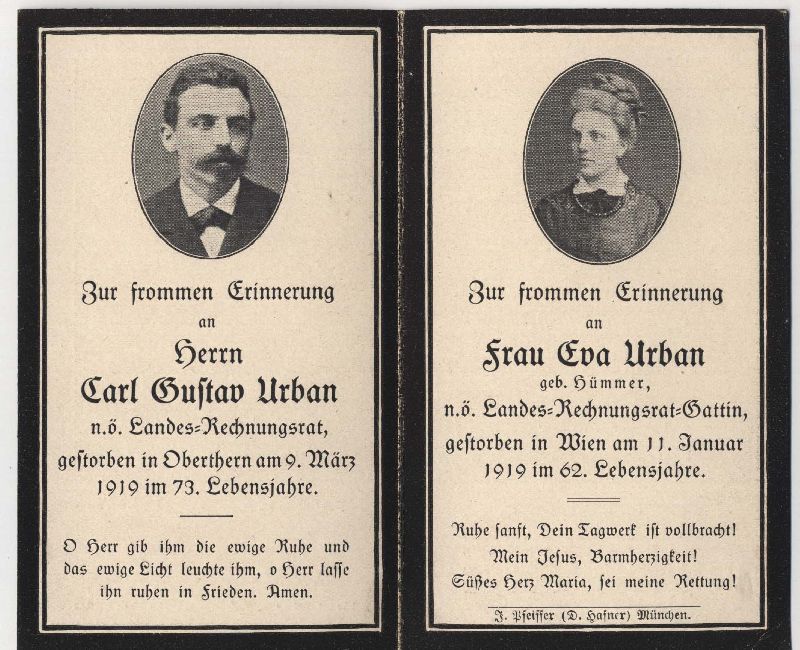 Zur frommen Erinnerung
an
Herrn
Carl Gustav Urban
n.ö. Landes-Rechnungsrat,
gestorben in Oberthern am 9. März
1919 im 73. Lebensjahre.
O Herr gib ihm die ewige Ruhe und
das ewige Licht leuchte ihm, o Herr lasse
ihn ruhen in Frieden. Amen.
Zur frommen Erinnerung
an
Frau Eva Urban
geb. Hümmer,
n.ö. Landes-Rechnungsrat-Gattin,
gestorben in Wien am 11. Januar
1919 im 62. Lebensjahre.
Ruhe sanft, Dein Tagwerk ist vollbracht!
Mein Jesus, Barmherzigkeit!
Süßes Herz Maria, sei meine Rettung!
J. Pfeiffer (D. Hafner) München.